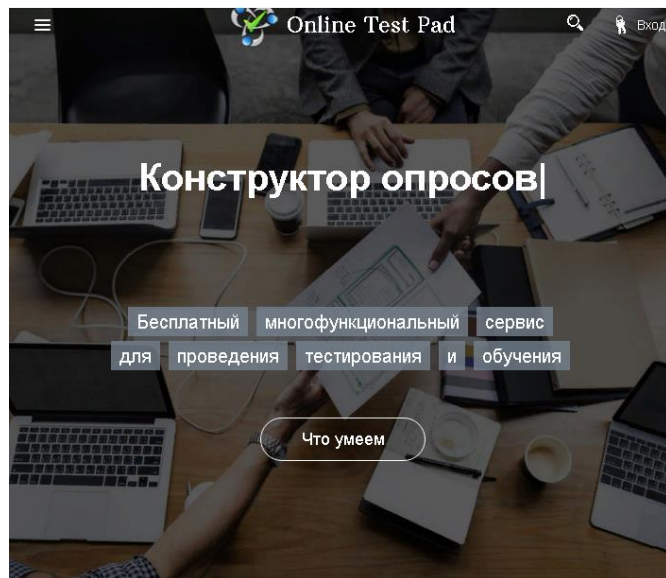 Online Test Pad
Вход
Конструктор опросов
Бесплатный многофункциональный сервис
для проведения тестирования и обучения
Что умеем